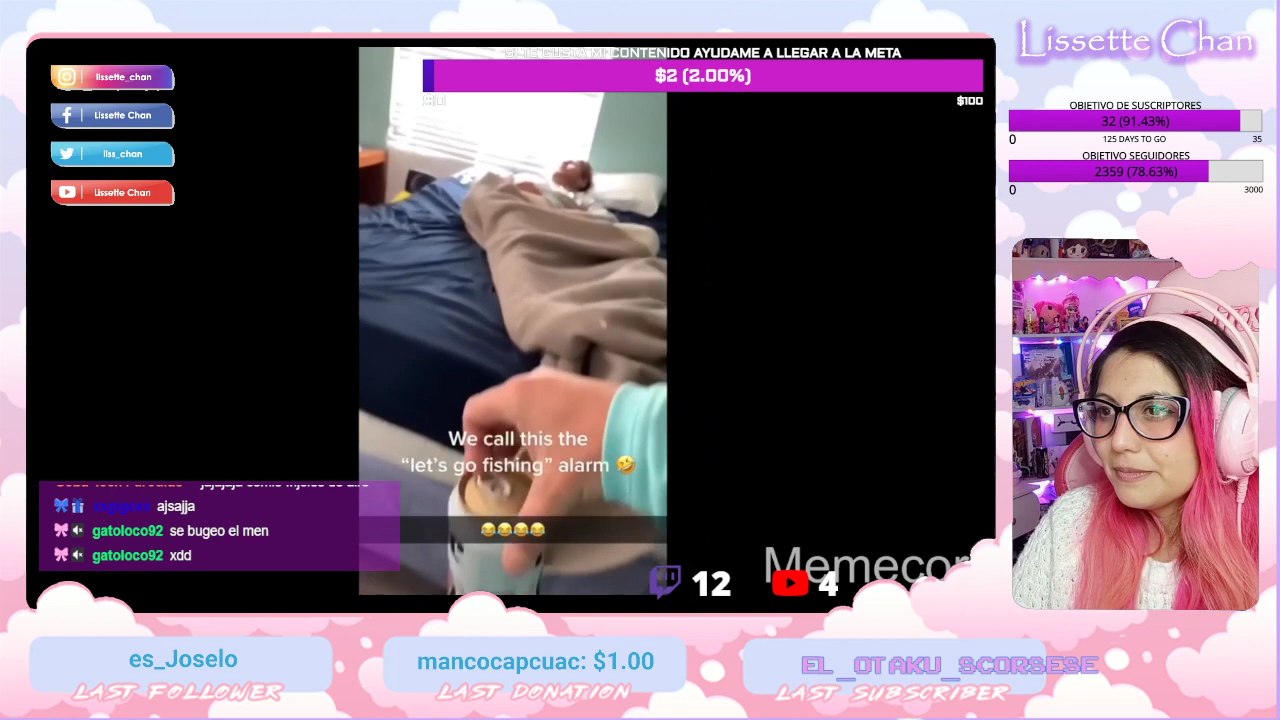 Lissette Chan
CONTENIDO AYUDAME A LLEGAR A LA META
$2 (2.00%)
$0
$100
lissette_chan
Lissette Chan
liss_chan
Lissette Chan
OBJETIVO DE SUSCRIPTORES
32 (91.43%)
0
125 DAYS TO GO
35
OBJETIVO SEGUIDORES
2359 (78.63%)
0
3000
We call this the
“let's go fishing” alarm 🤣
😂😂😂😂
ajsajja
gatoloco92 se bugeo el men
gatoloco92 xdd
12
4
Memecor
es_Joselo
LAST FOLLOWER
mancocapcuac: $1.00
LAST DONATION
EL_OTAKU_SCORSESE
LAST SUBSCRIBER